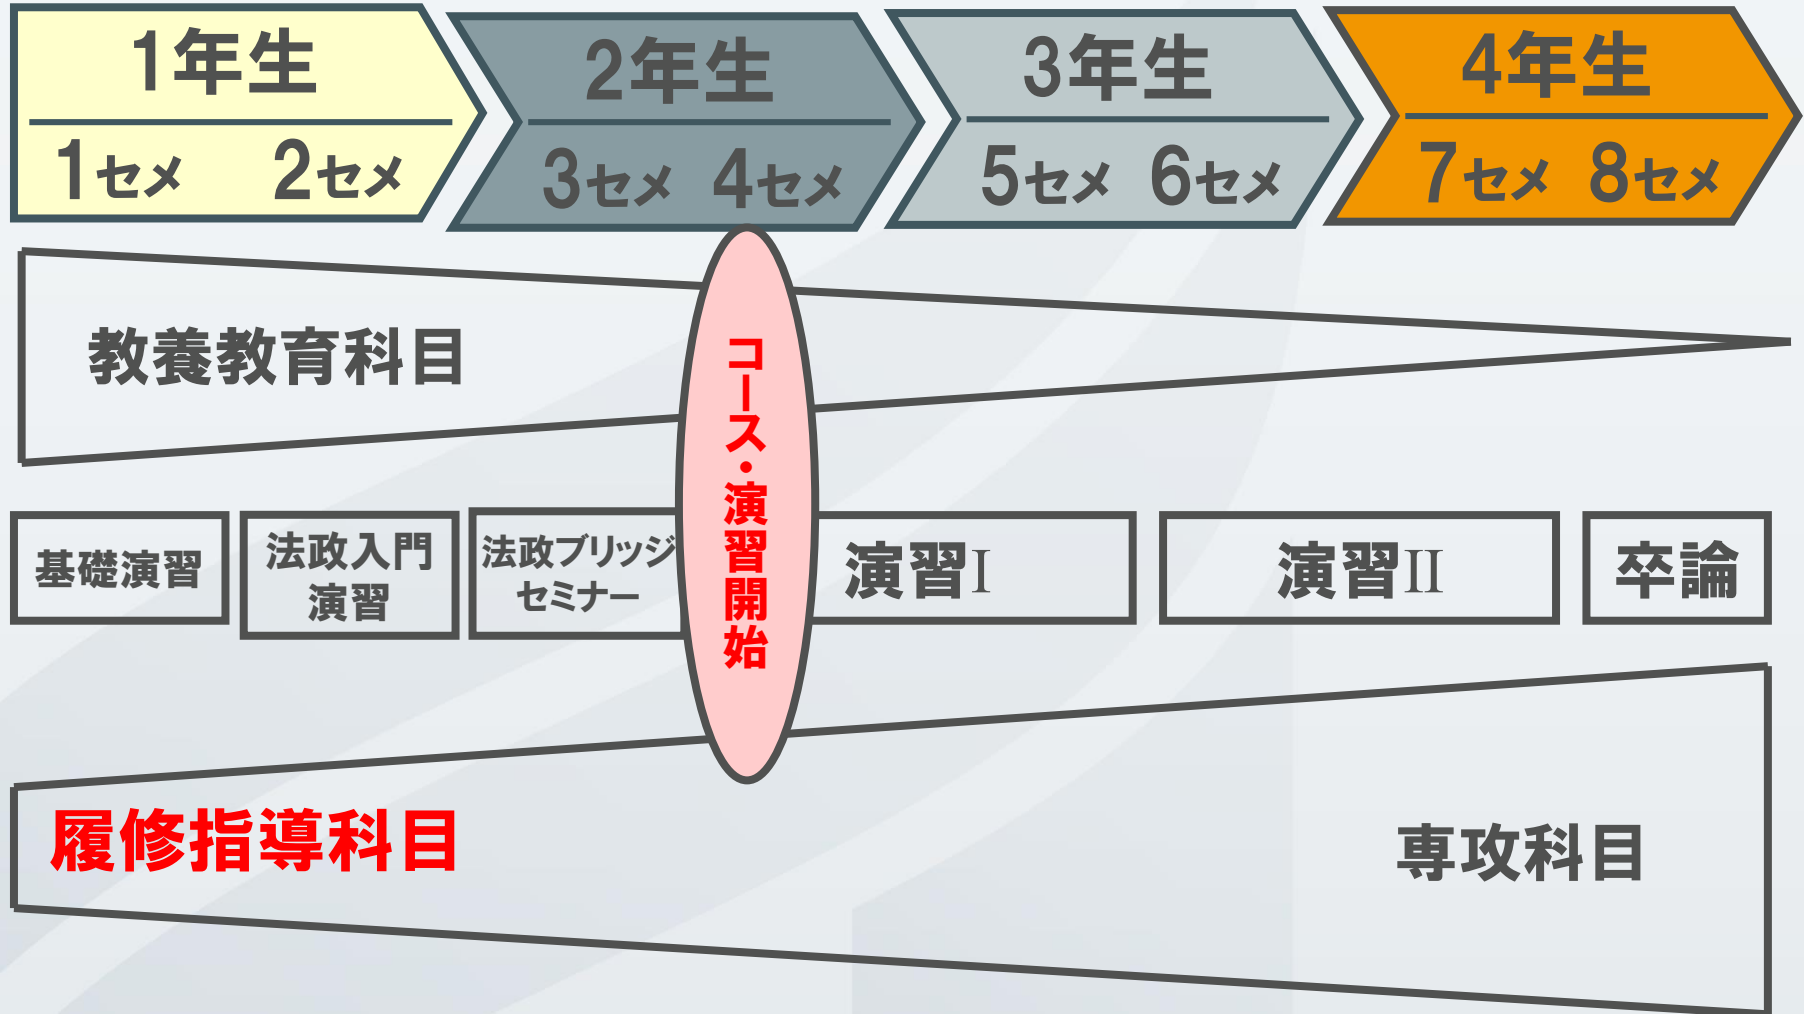 1年生
1セメ 2セメ
2年生
3セメ 4セメ
3年生
5セメ 6セメ
4年生
7セメ 8セメ
教養教育科目
コース・演習開始
基礎演習
法政入門
演習
法政ブリッジ
セミナー
演習I
演習II
卒論
履修指導科目
専攻科目